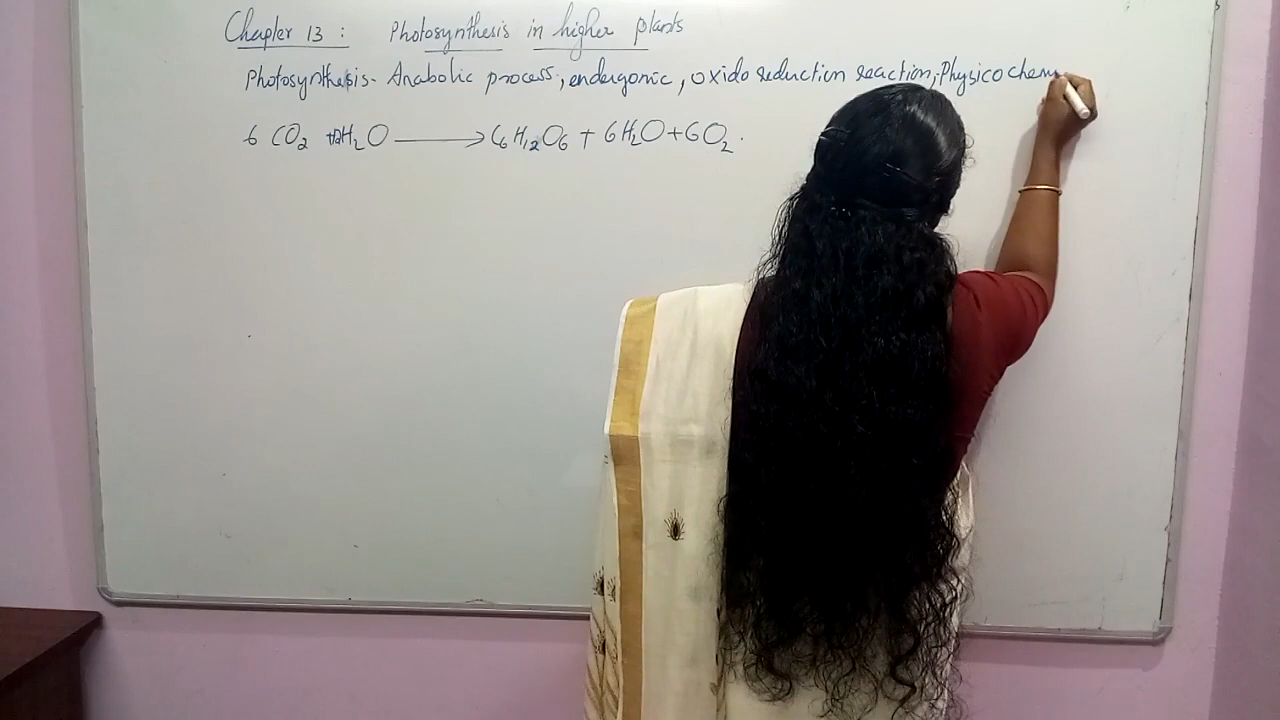 Chapter 13 : Photosynthesis in higher plants
Photosynthesis - Anabolic process, endergonic, oxido reduction reaction, Physicochem
6 CO2 +12H2O ⟶ C6H12O6 + 6H2O + 6O2.